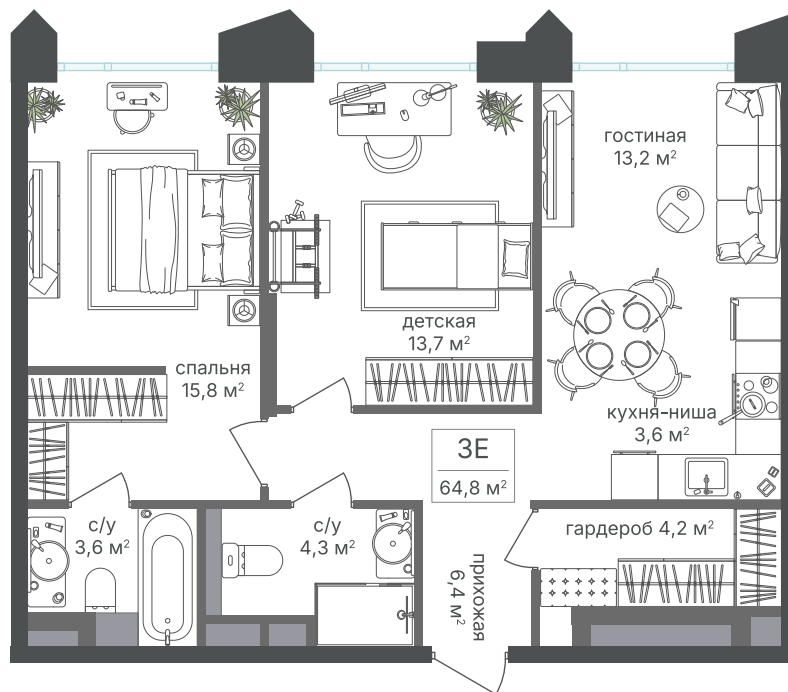 гостиная
13,2 м²
детская
13,7 м²
спальня
15,8 м²
кухня-ниша
3,6 м²
3Е
64,8 м²
с/у
3,6 м²
с/у
4,3 м²
гардероб 4,2 м²
прихожая
6,4 м²